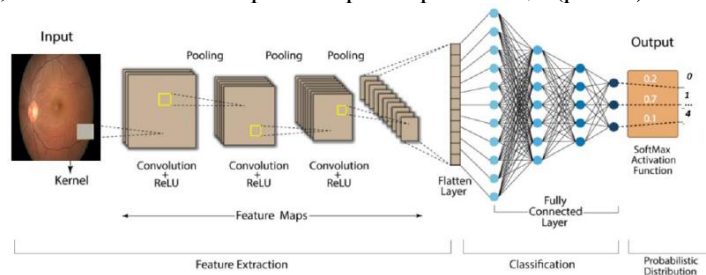 Input
Pooling
Pooling
Pooling
Output
0.2
0.7
0.1
0
1
...
4
Kernel
Convolution
+
ReLU
Convolution
+
ReLU
Convolution
+
ReLU
Flatten
Layer
SoftMax
Activation
Function
Fully
Connected
Layer
Feature Maps
Feature Extraction
Classification
Probabilistic
Distribution